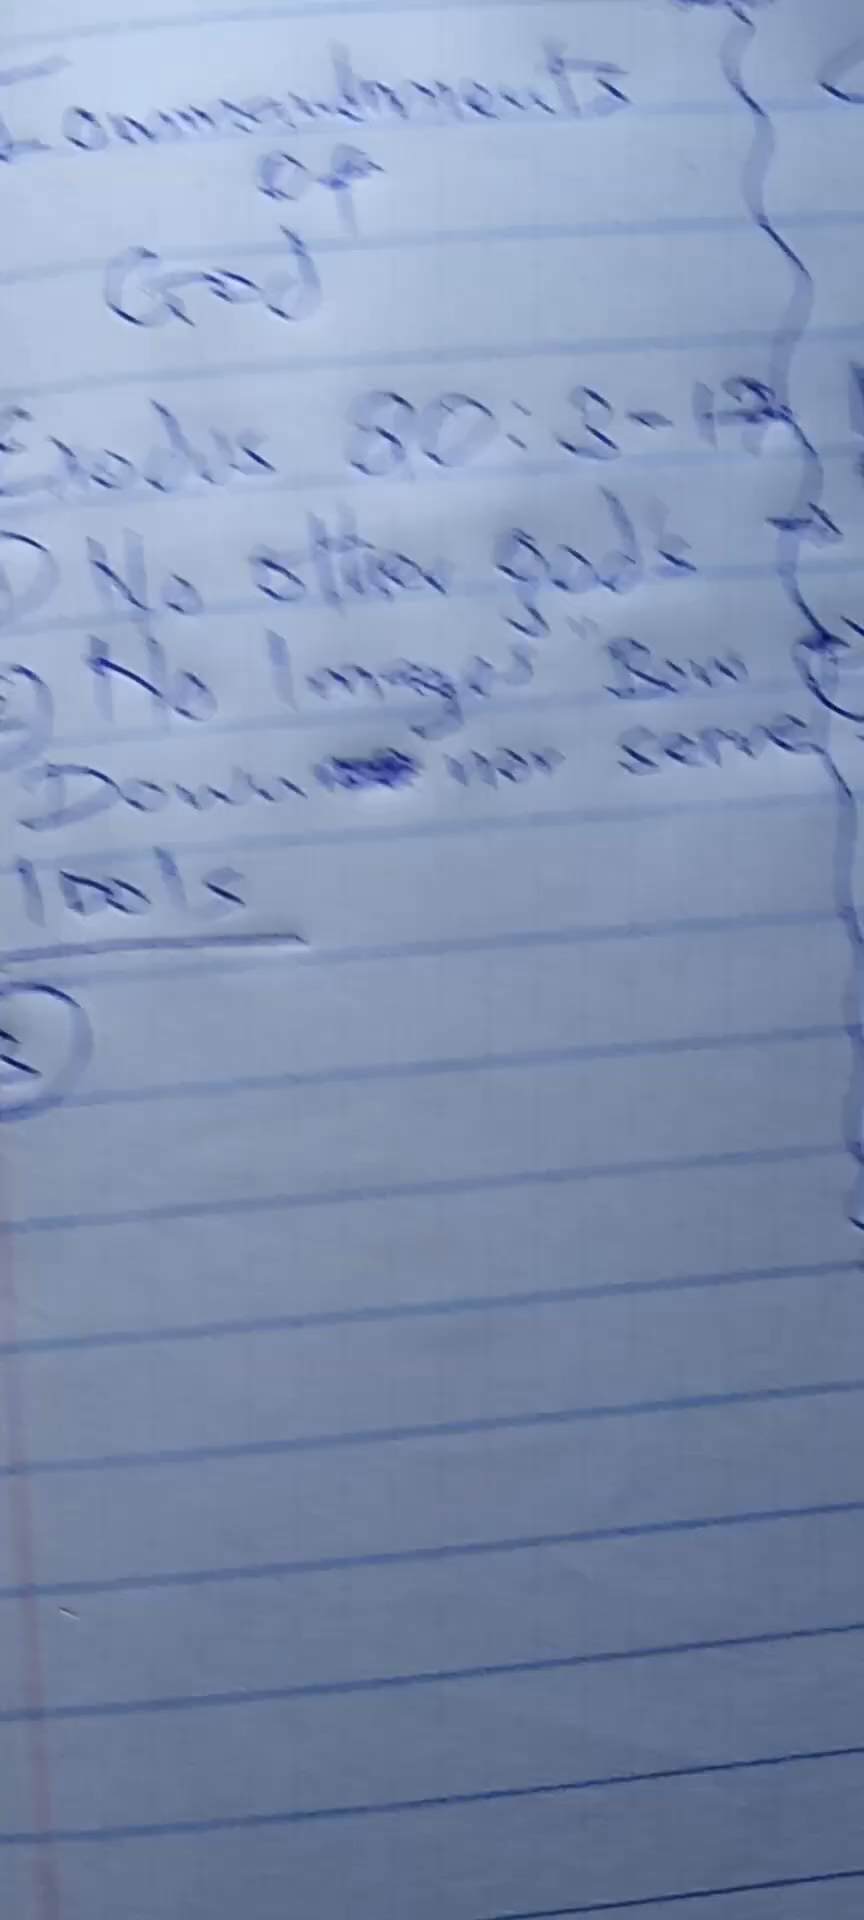 Commandments
of
God
Exodus 20:3-17
① No other gods
② No Images Bow
Down nor serve
Idols